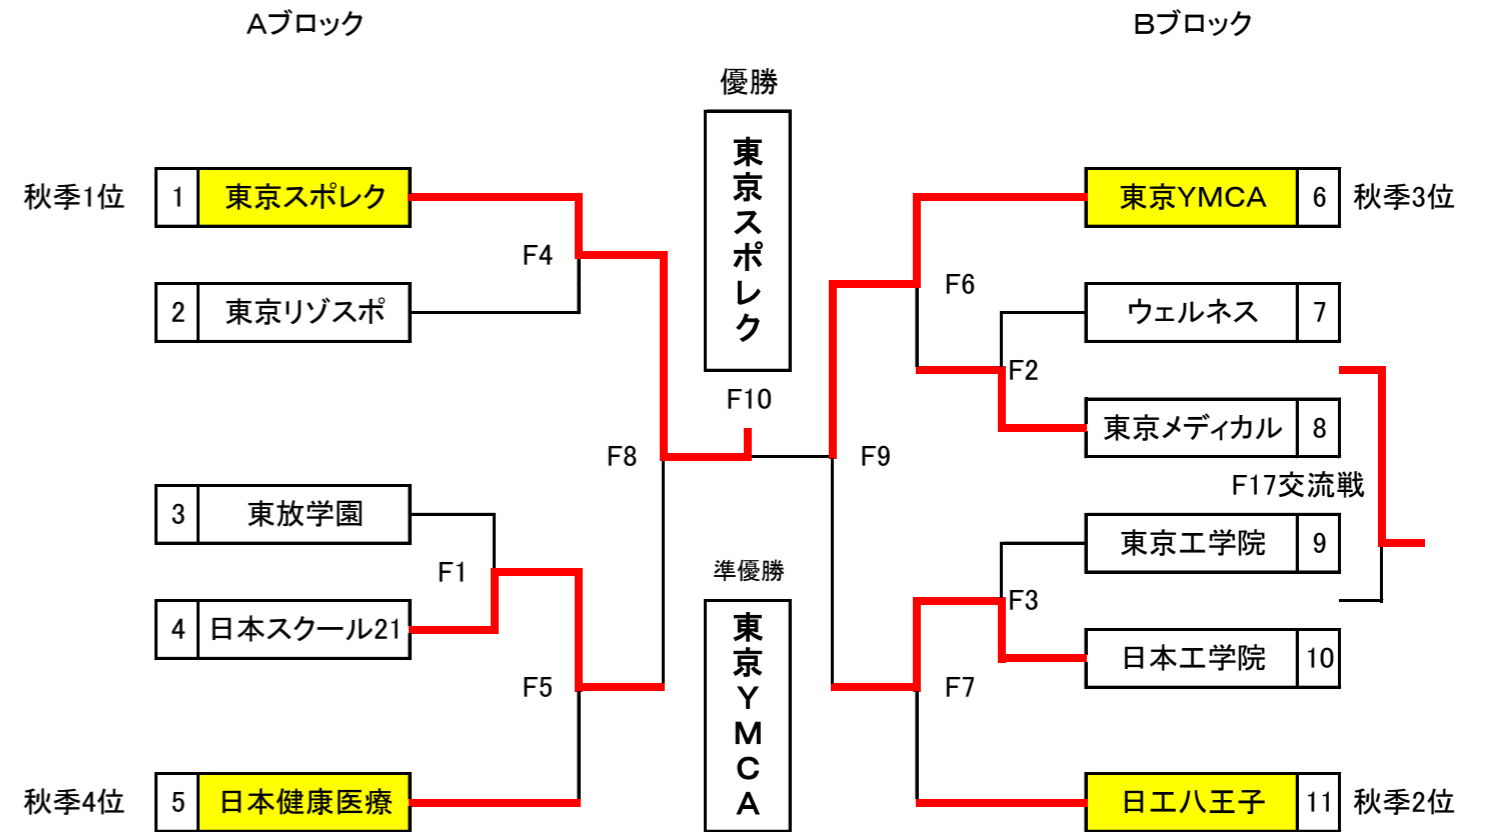 Aブロック
Bブロック
優勝
東京スポレク
秋季1位
1
東京スポレク
東京YMCA
6
秋季3位
F4
F6
2
東京リゾスポ
ウェルネス
7
F2
F10
東京メディカル
8
F8
F9
F17交流戦
3
東放学園
東京工学院
9
F1
準優勝
東京YMCA
F3
4
日本スクール21
日本工学院
10
F5
F7
秋季4位
5
日本健康医療
日工八王子
11
秋季2位